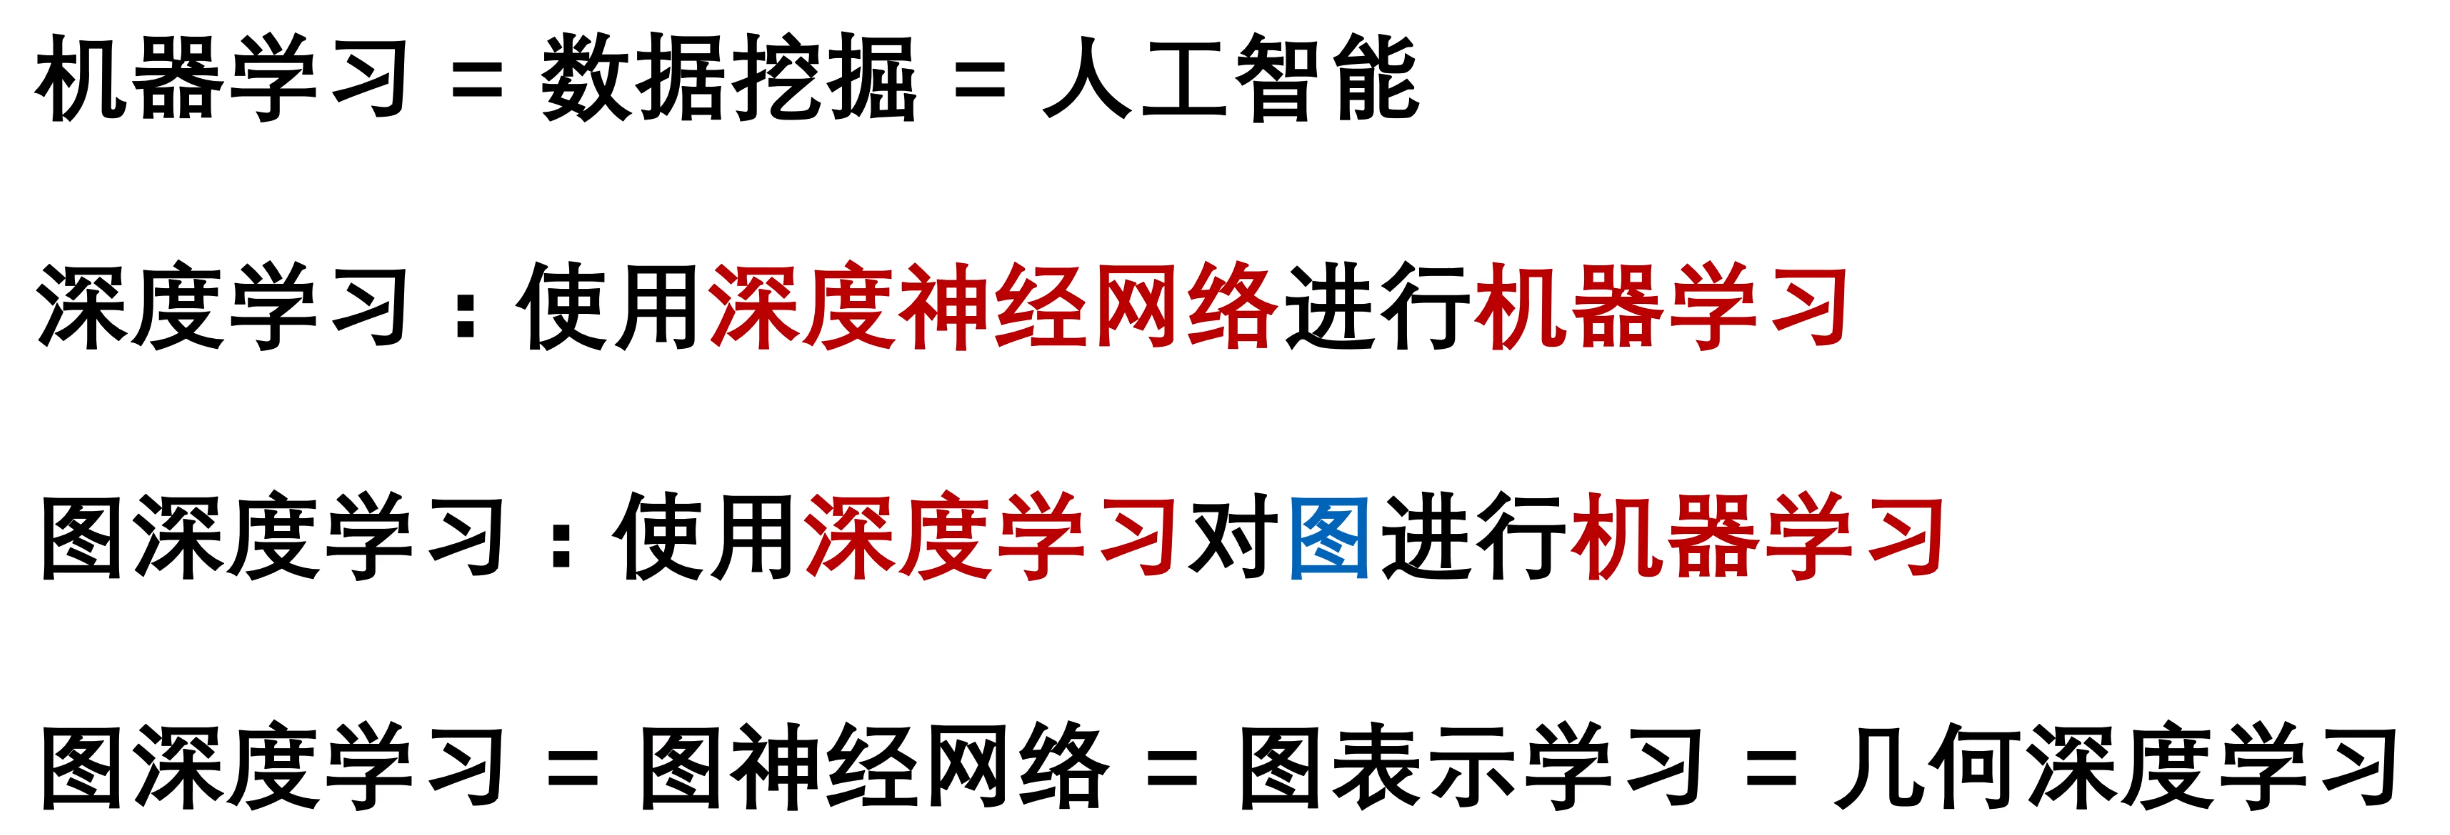 机器学习 = 数据挖掘 = 人工智能
深度学习：使用深度神经网络进行机器学习
图深度学习：使用深度学习对图进行机器学习
图深度学习 = 图神经网络 = 图表示学习 = 几何深度学习